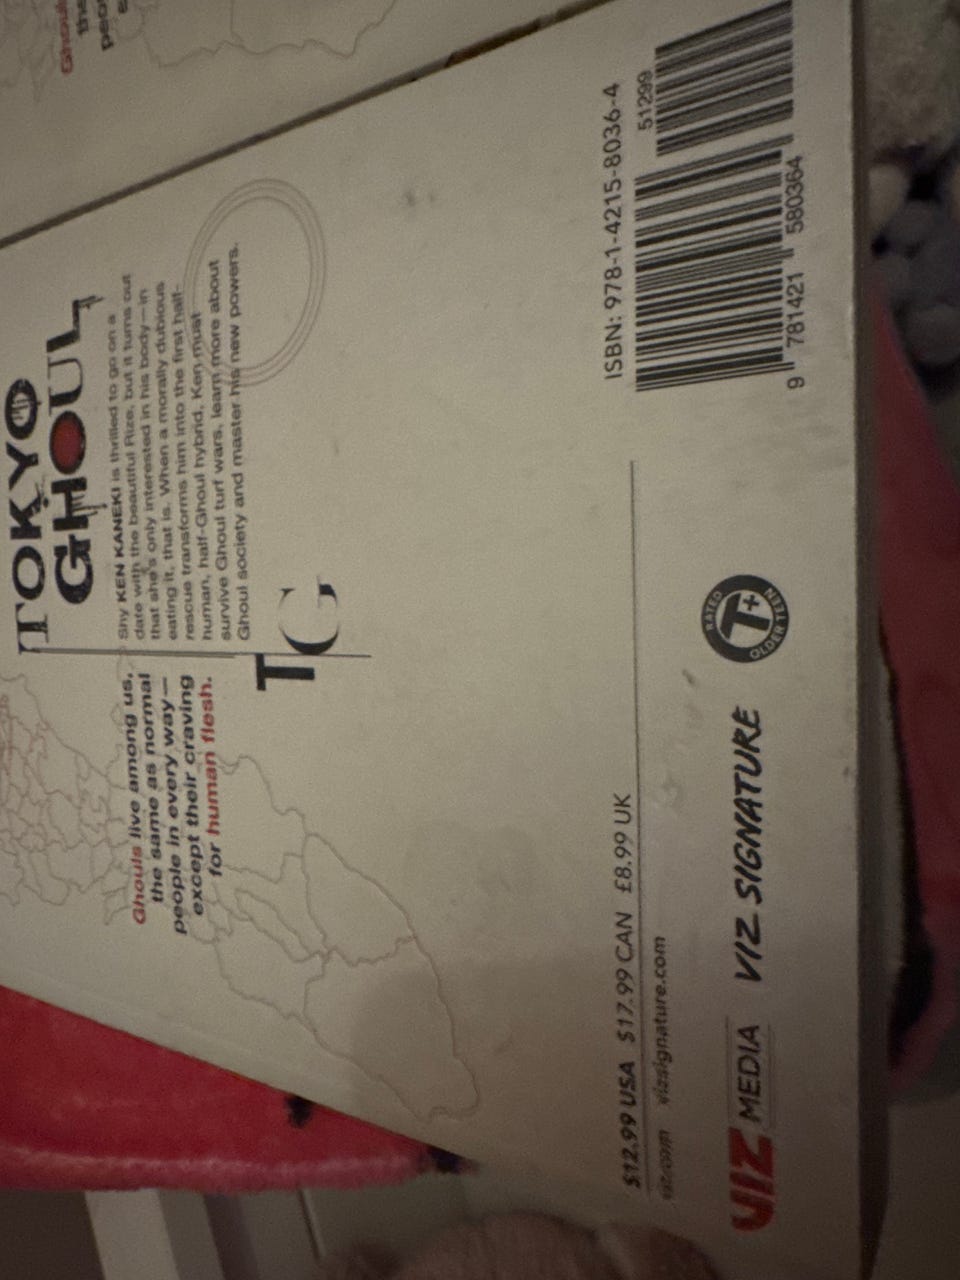 TOKYO
GHOUL
Ghouls live among us,
the same as normal
people in every way—
except their craving
for human flesh.
Shy KEN KANEKI is thrilled to go on a
date with the beautiful Rize, but it turns out
that she's only interested in his body—in
eating it, that is. When a morally dubious
rescue transforms him into the first half-
human, half-Ghoul hybrid, Ken must
survive Ghoul turf wars, learn more about
Ghoul society and master his new powers.
TG
$12.99 USA $17.99 CAN £8.99 UK
viz.com vizsignature.com
ISBN: 978-1-4215-8036-4
51299
9 781421 580364
VIZ MEDIA VIZ SIGNATURE
RATED
T+
OLDER TEEN
Ghouls
the